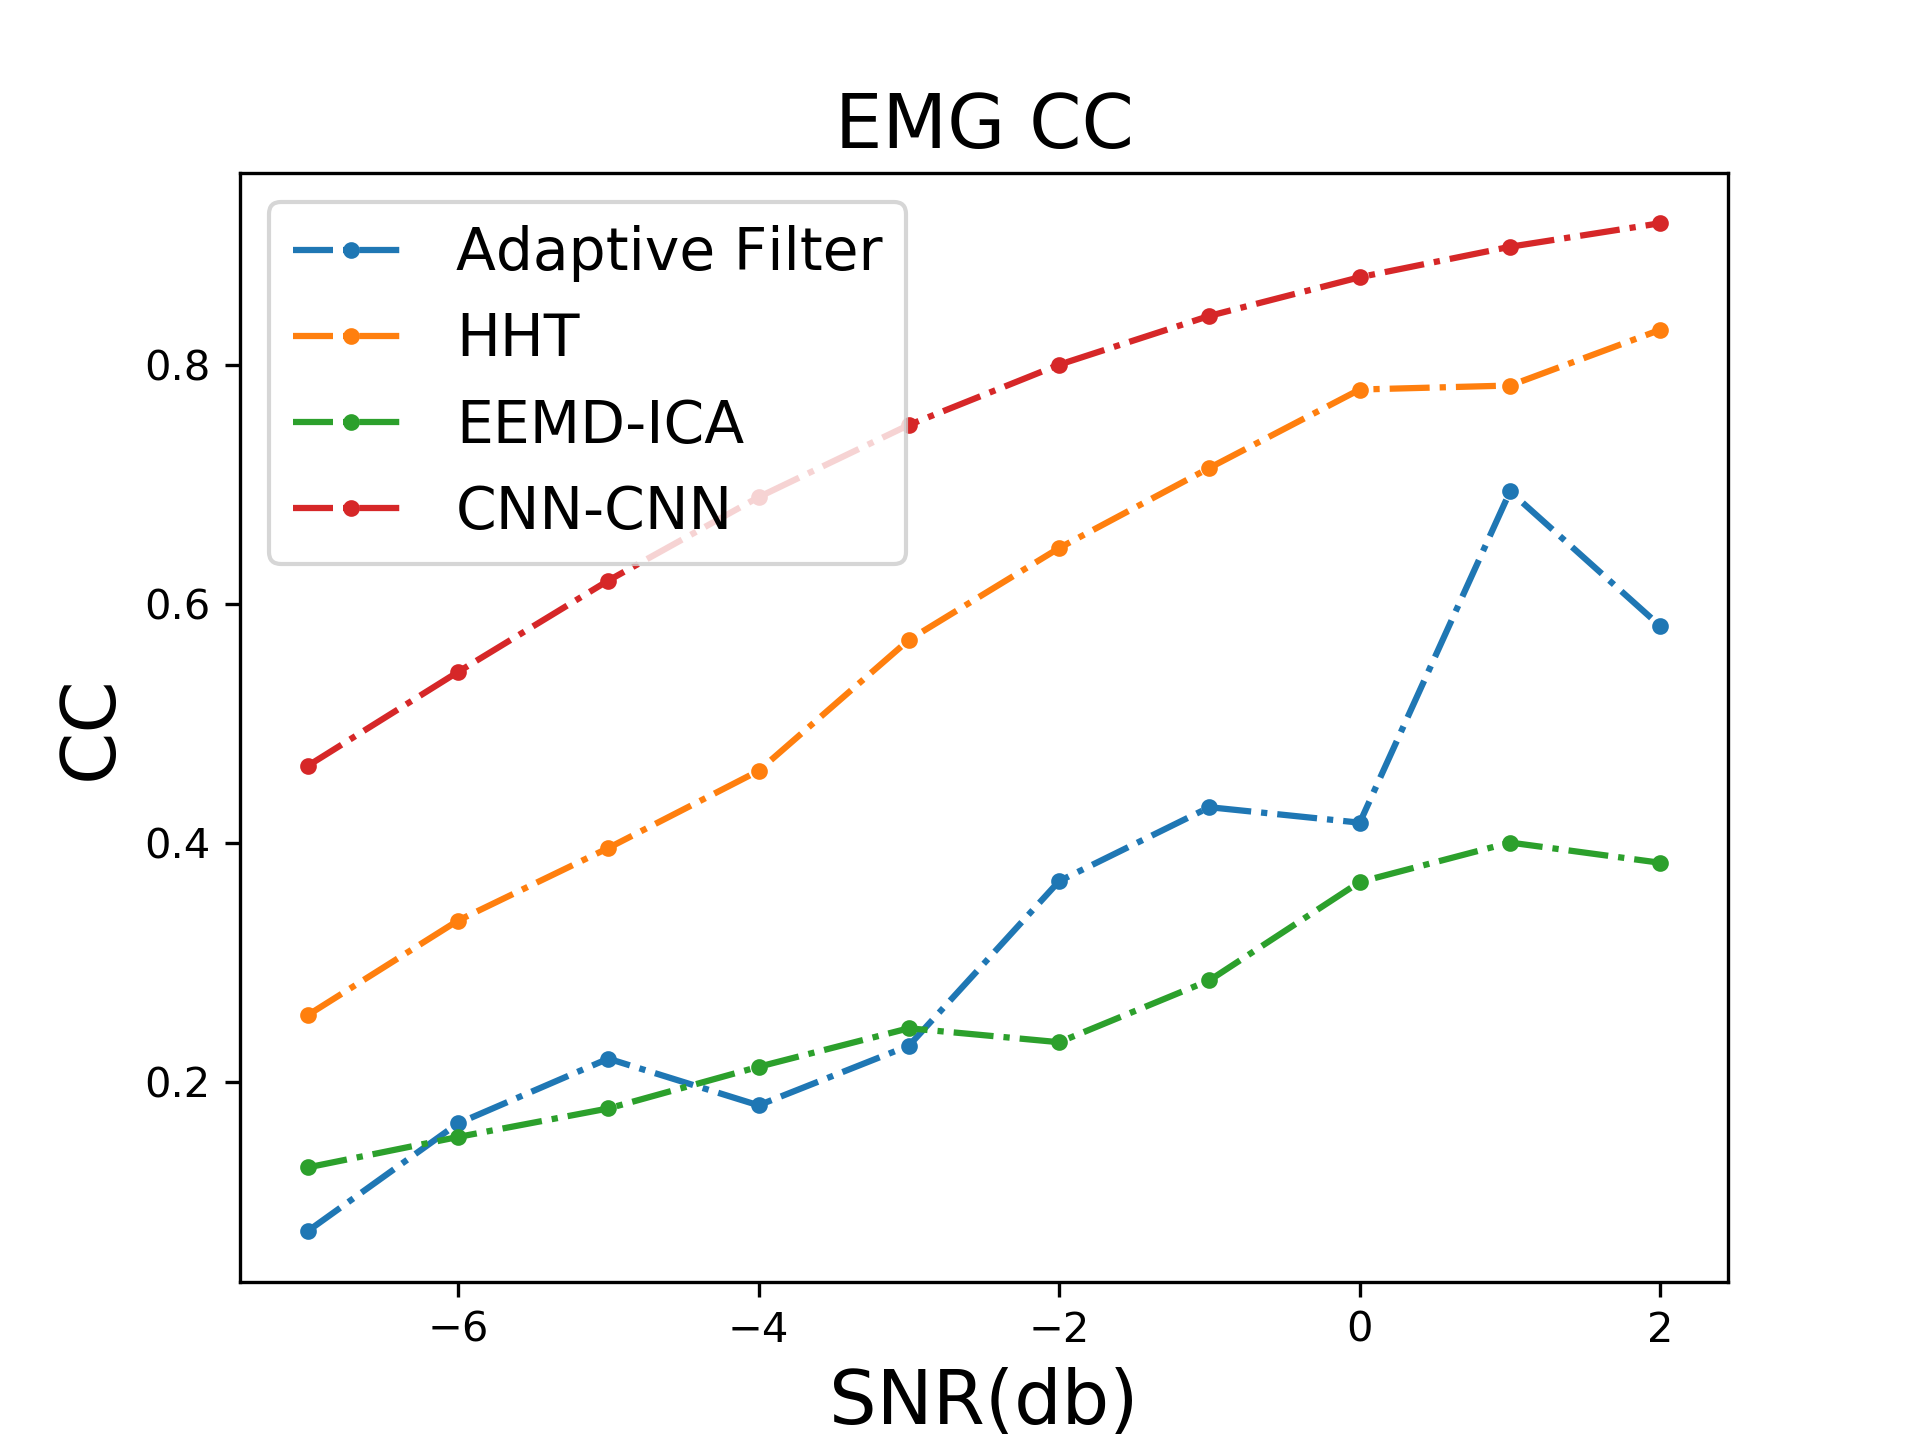 EMG CC
Adaptive Filter
HHT
EEMD-ICA
CNN-CNN
CC
0.8
0.6
0.4
0.2
−6 −4 −2 0 2
SNR(db)